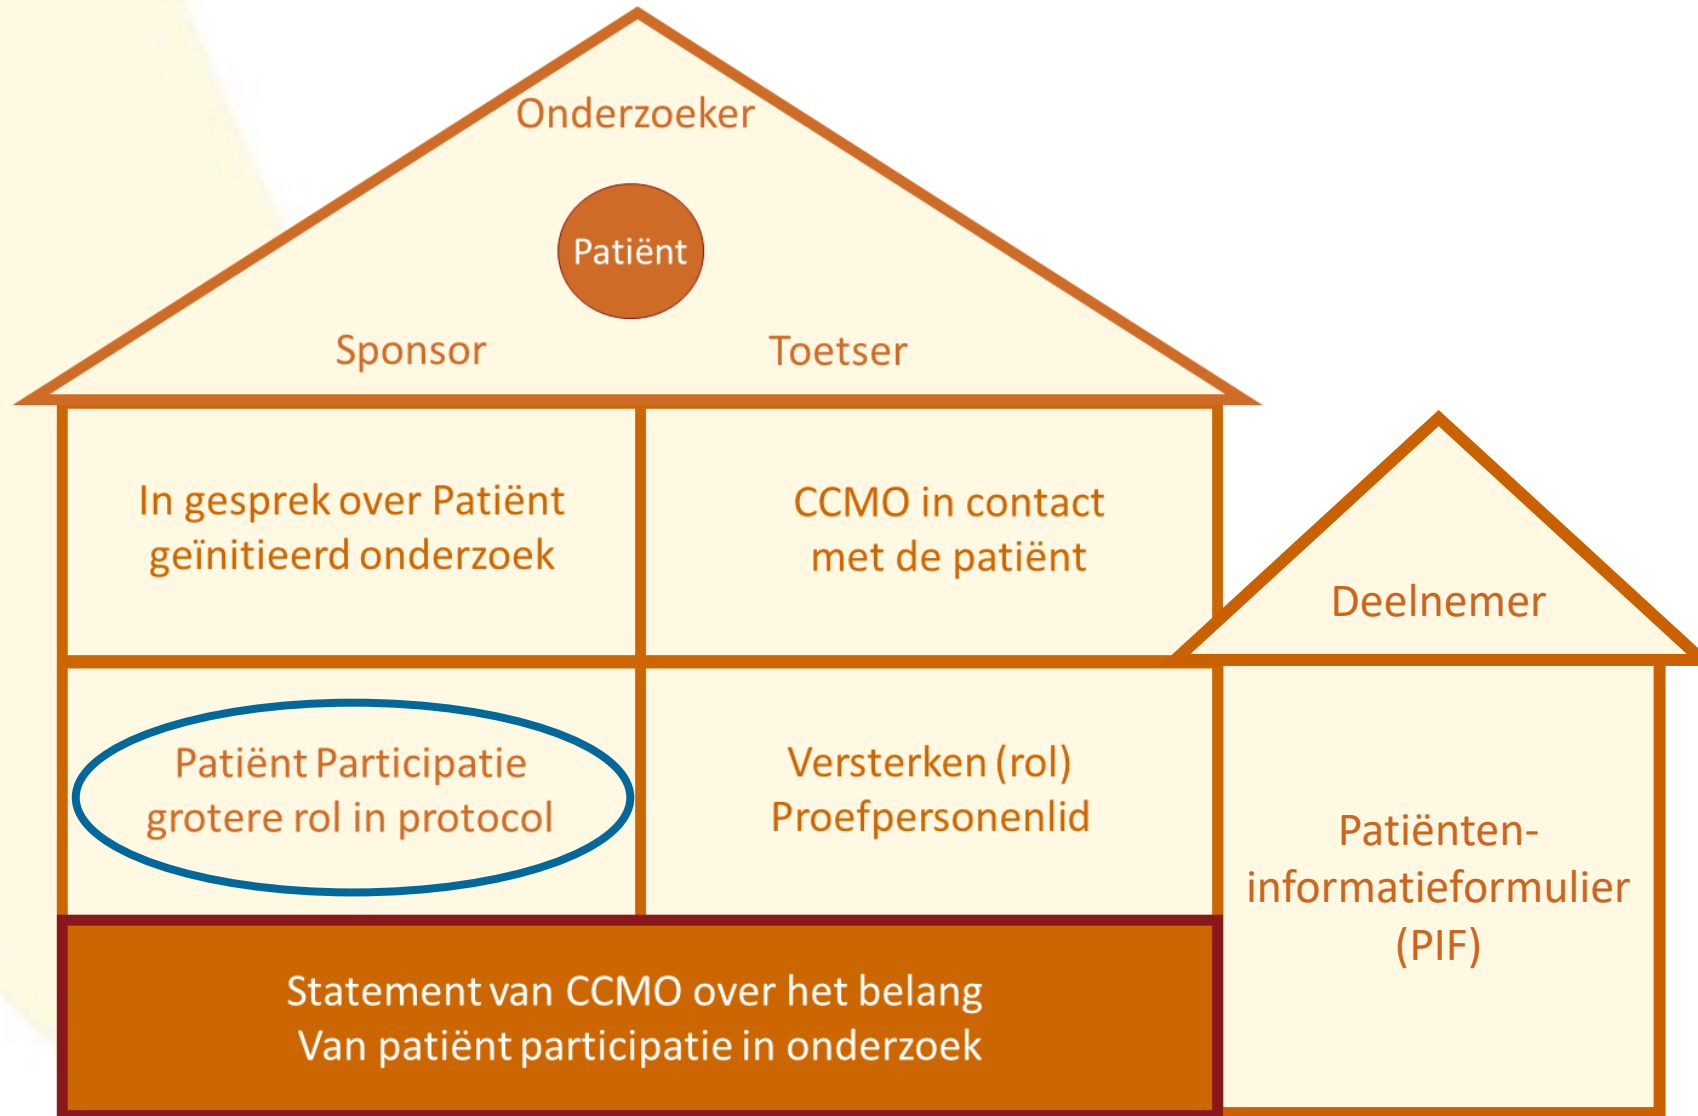 Onderzoeker
Patiënt
Sponsor
Toetser
In gesprek over Patiënt
geïnitieerd onderzoek
CCMO in contact
met de patiënt
Deelnemer
Patiënt Participatie
grotere rol in protocol
Versterken (rol)
Proefpersonenlid
Patiënten-
informatieformulier
(PIF)
Statement van CCMO over het belang
Van patiënt participatie in onderzoek